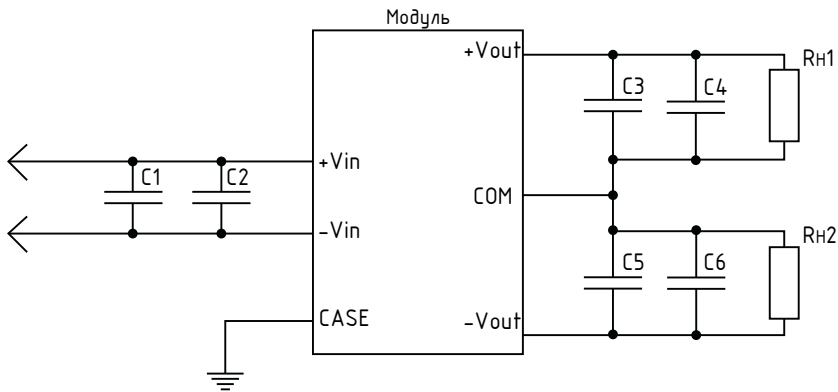 Модуль
+Vout
Rн1
C3
C4
+Vin
C1
C2
COM
-Vin
Rн2
C5
C6
CASE
-Vout